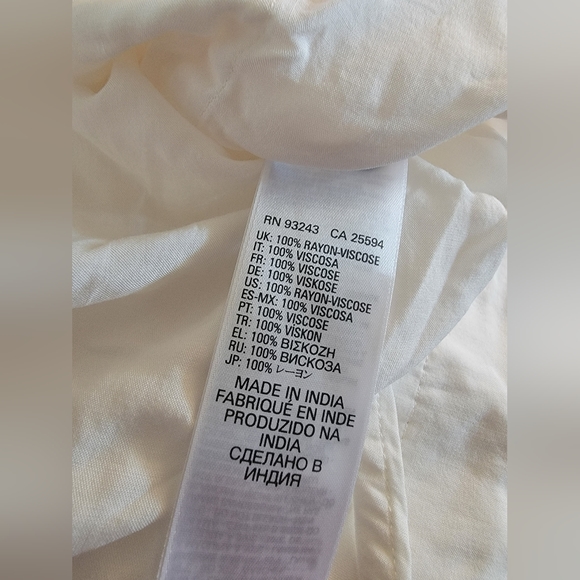 RN 93243 CA 25594
UK: 100% RAYON-VISCOSE
IT: 100% VISCOSA
FR: 100% VISCOSE
DE: 100% VISKOSE
US: 100% RAYON-VISCOSE
ES-MX: 100% VISCOSA
PT: 100% VISCOSE
TR: 100% VISKON
EL: 100% ΒΙΣΚΟΖΗ
RU: 100% ВИСКОЗА
JP: 100% レーヨン
MADE IN INDIA
FABRIQUÉ EN INDE
PRODUZIDO NA
INDIA
СДЕЛАНО В
ИНДИЯ